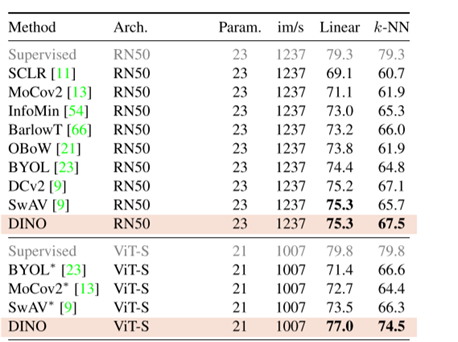 Method Arch. Param. im/s Linear k-NN
Supervised RN50 23 1237 79.3 79.3
SCLR [11] RN50 23 1237 69.1 60.7
MoCov2 [13] RN50 23 1237 71.1 61.9
InfoMin [54] RN50 23 1237 73.0 65.3
BarlowT [66] RN50 23 1237 73.2 66.0
OBoW [21] RN50 23 1237 73.8 61.9
BYOL [23] RN50 23 1237 74.4 64.8
DCv2 [9] RN50 23 1237 75.2 67.1
SwAV [9] RN50 23 1237 75.3 65.7
DINO RN50 23 1237 75.3 67.5
Supervised ViT-S 21 1007 79.8 79.8
BYOL* [23] ViT-S 21 1007 71.4 66.6
MoCov2* [13] ViT-S 21 1007 72.7 64.4
SwAV* [9] ViT-S 21 1007 73.5 66.3
DINO ViT-S 21 1007 77.0 74.5